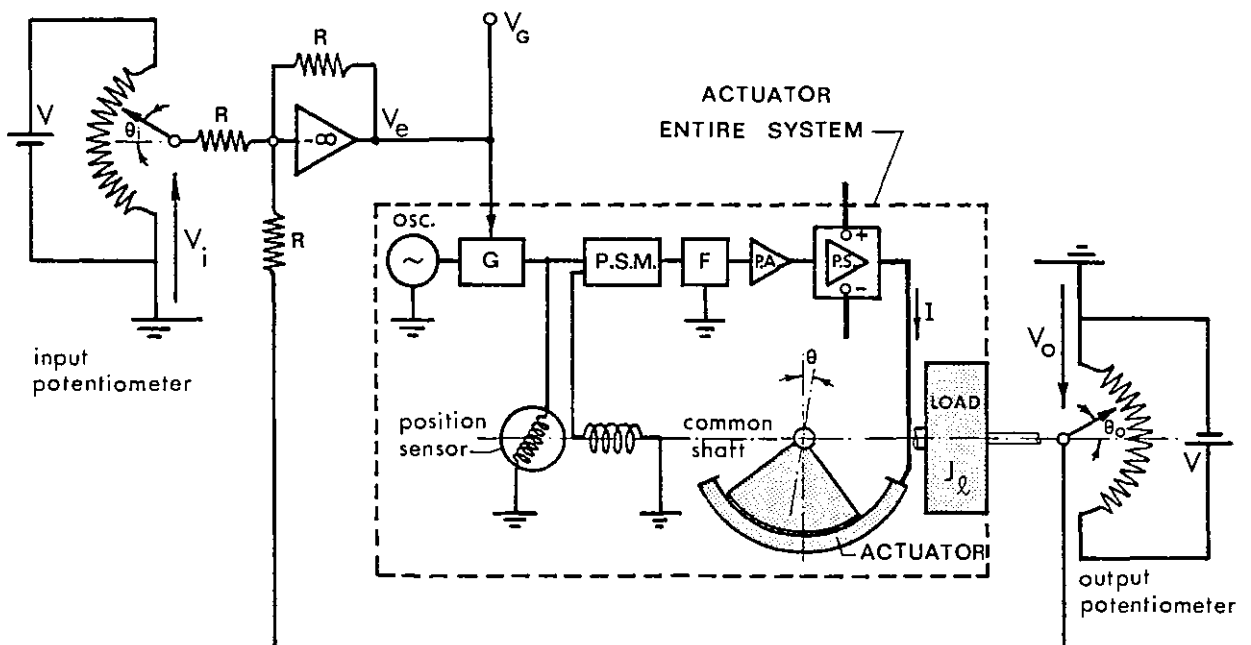 V
θi
Vi
input
potentiometer
R
R
R
-∞
Ve
VG
ACTUATOR
ENTIRE SYSTEM
OSC.
~
G
P.S.M.
F
P.A.
P.S.
+
-
I
position
sensor
common
shaft
θ
ACTUATOR
LOAD
Jℓ
Vo
θo
V
output
potentiometer